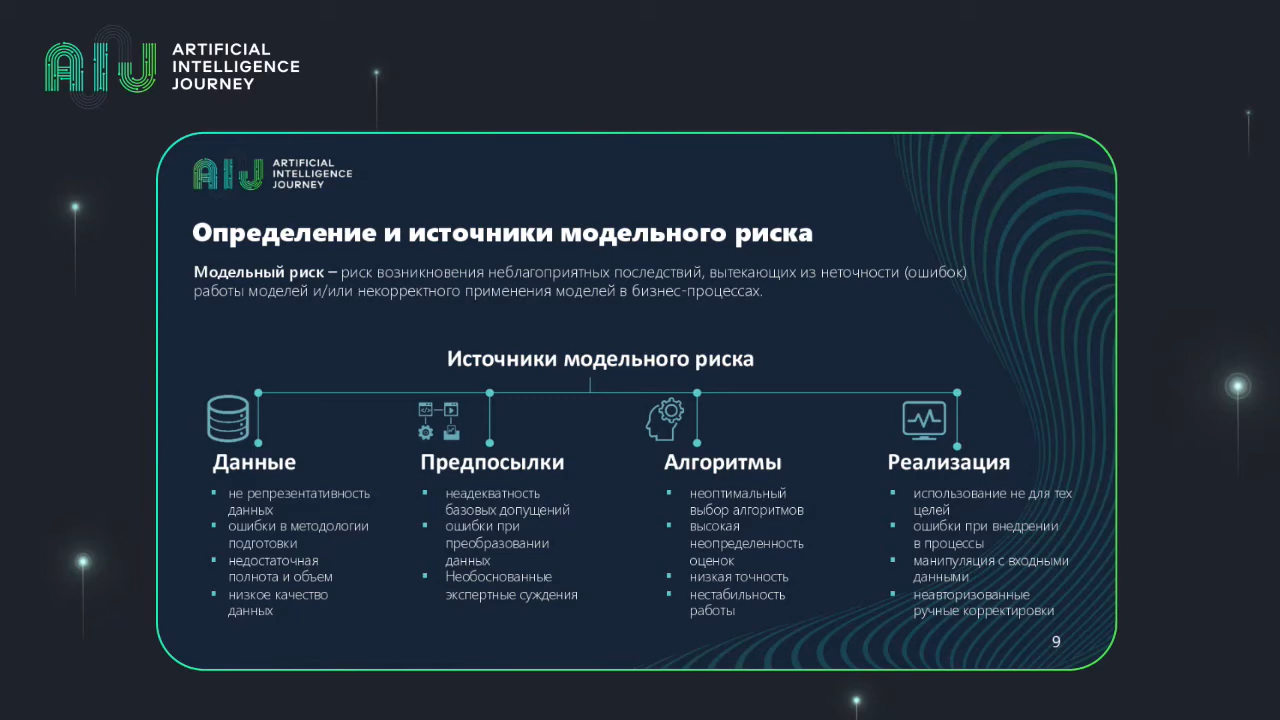 ARTIFICIAL
INTELLIGENCE
JOURNEY
AIJ
ARTIFICIAL
INTELLIGENCE
JOURNEY
AIJ
Определение и источники модельного риска
Модельный риск – риск возникновения неблагоприятных последствий, вытекающих из неточности (ошибок)
работы моделей и/или некорректного применения моделей в бизнес-процессах.
Источники модельного риска
Данные
не репрезентативность
данных
ошибки в методологии
подготовки
недостаточная
полнота и объем
низкое качество
данных
Предпосылки
неадекватность
базовых допущений
ошибки при
преобразовании
данных
Необоснованные
экспертные суждения
Алгоритмы
неоптимальный
выбор алгоритмов
высокая
неопределенность
оценок
низкая точность
нестабильность
работы
Реализация
использование не для тех
целей
ошибки при внедрении
в процессы
манипуляция с входными
данными
неавторизованные
ручные корректировки
9